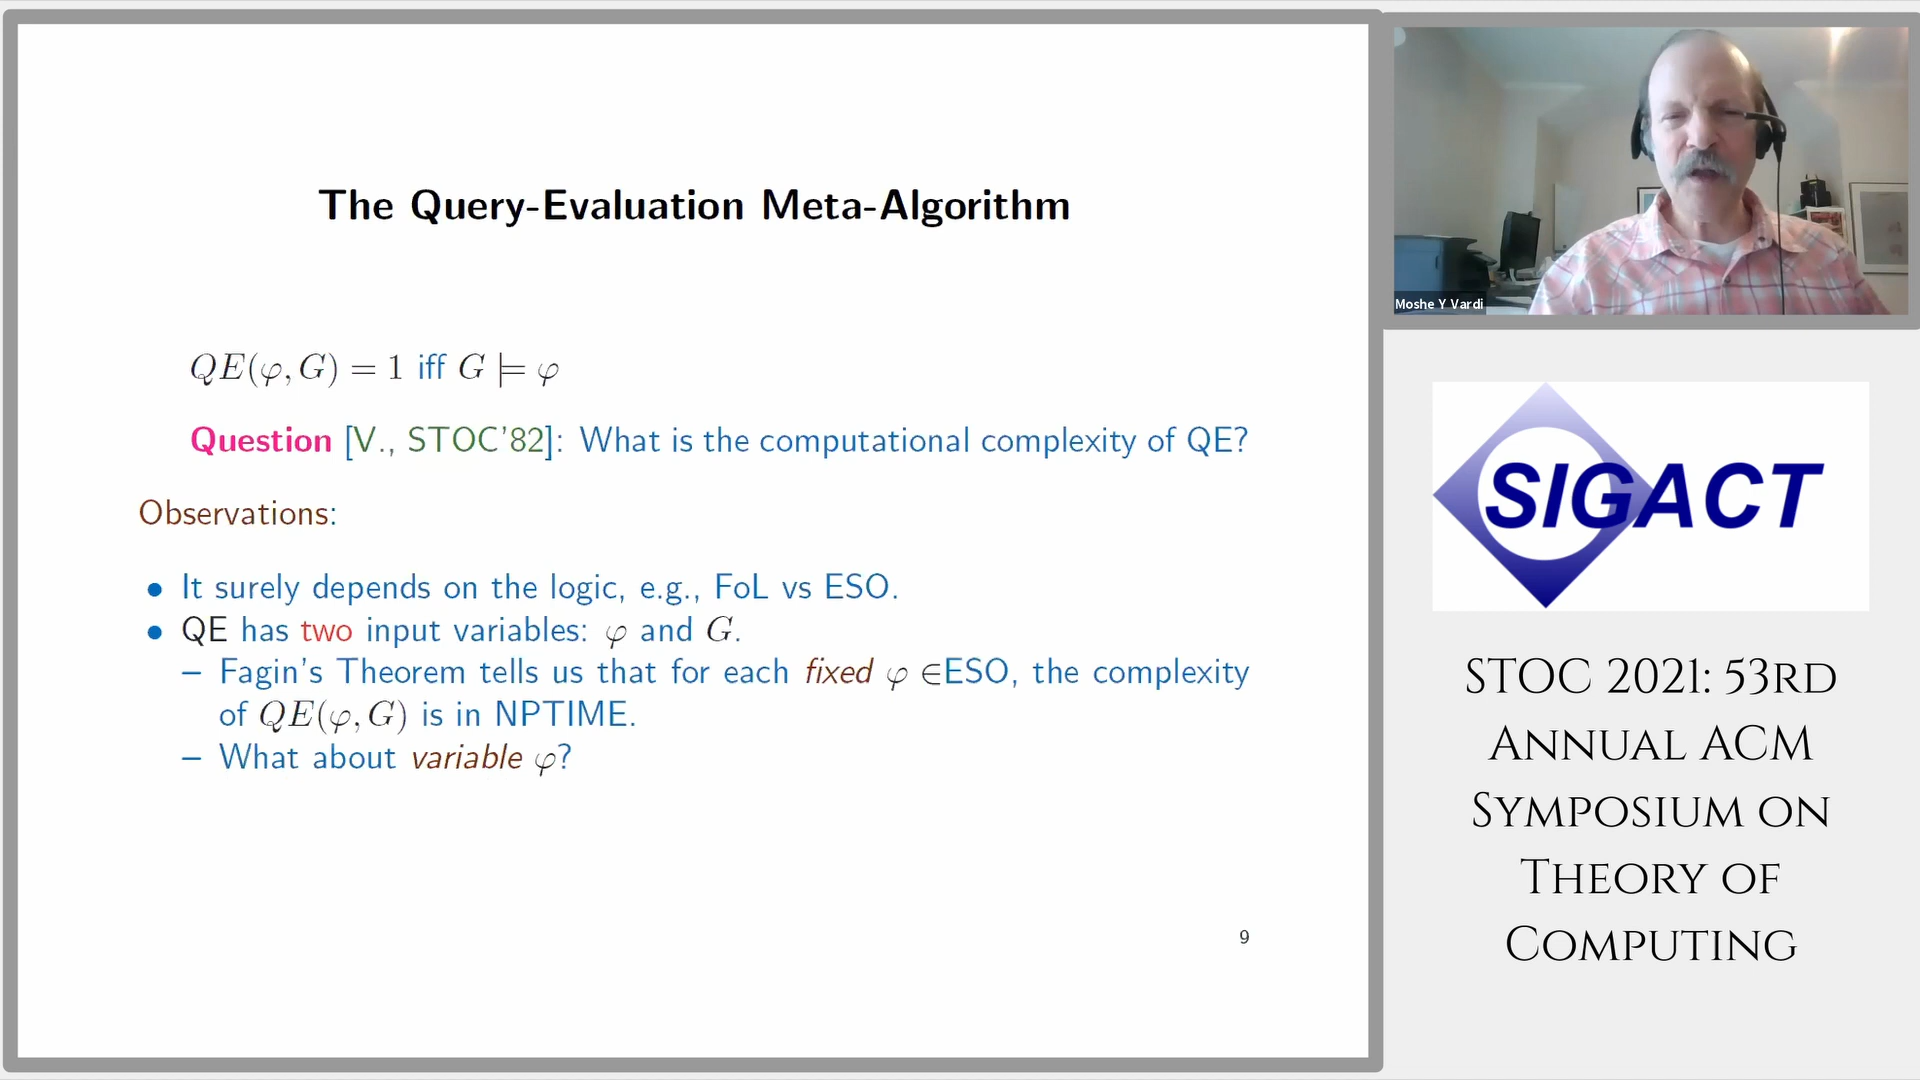 The Query-Evaluation Meta-Algorithm
QE(φ, G) = 1 iff G ⊨ φ
Question [V., STOC'82]: What is the computational complexity of QE?
Observations:
• It surely depends on the logic, e.g., FoL vs ESO.
• QE has two input variables: φ and G.
– Fagin's Theorem tells us that for each fixed φ ∈ESO, the complexity
of QE(φ, G) is in NPTIME.
– What about variable φ?
9
Moshe Y Vardi
SIGACT
STOC 2021: 53rd
Annual ACM
Symposium on
Theory of
Computing